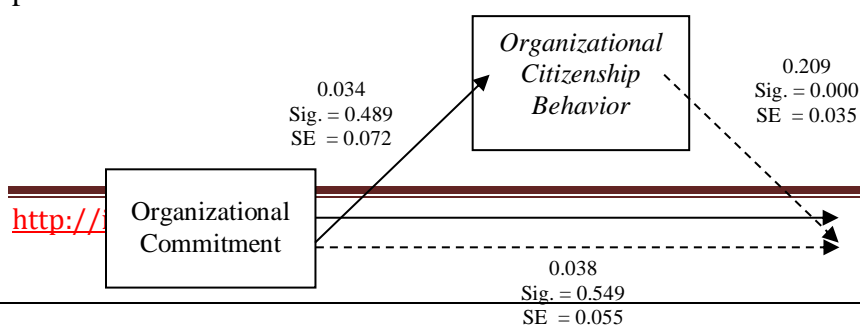 Organizational
Citizenship
Behavior
0.034
Sig. = 0.489
SE = 0.072
0.209
Sig. = 0.000
SE = 0.035
Organizational
Commitment
http://i
0.038
Sig. = 0.549
SE = 0.055